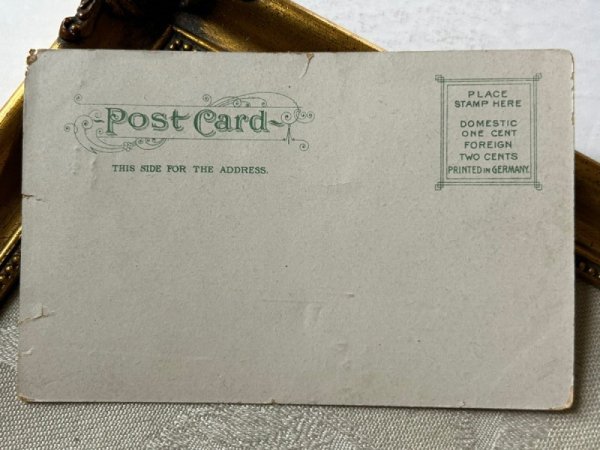 Post Card
THIS SIDE FOR THE ADDRESS.
PLACE
STAMP HERE
DOMESTIC
ONE CENT
FOREIGN
TWO CENTS
PRINTED IN GERMANY.